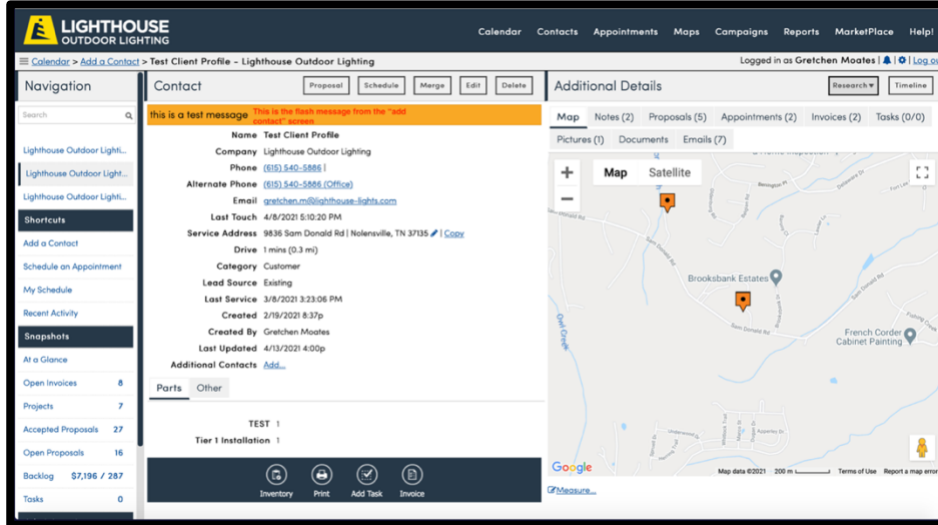 LIGHTHOUSE
OUTDOOR LIGHTING
Calendar Contacts Appointments Maps Campaigns Reports MarketPlace Help!
Calendar > Add a Contact > Test Client Profile - Lighthouse Outdoor Lighting
Logged in as Gretchen Moates | | | Log ou
Navigation
Search
Lighthouse Outdoor Lighti...
Lighthouse Outdoor Light...
Lighthouse Outdoor Lighti...
Shortcuts
Add a Contact
Schedule an Appointment
My Schedule
Recent Activity
Snapshots
At a Glance
Open Invoices 8
Projects 7
Accepted Proposals 27
Open Proposals 16
Backlog $7,196 / 287
Tasks 0
Contact
Proposal Schedule Merge Edit Delete
this is a test message
This is the flash message from the "add
contact" screen
Name Test Client Profile
Company Lighthouse Outdoor Lighting
Phone (615) 540-5886 |
Alternate Phone (615) 540-5886 (Office)
Email gretchen.m@lighthouse-lights.com
Last Touch 4/8/2021 5:10:20 PM
Service Address 9836 Sam Donald Rd | Nolensville, TN 37135 | Copy
Drive 1 mins (0.3 mi)
Category Customer
Lead Source Existing
Last Service 3/8/2021 3:23:06 PM
Created 2/19/2021 8:37p
Created By Gretchen Moates
Last Updated 4/13/2021 4:00p
Additional Contacts Add...
Parts Other
TEST 1
Tier 1 Installation 1
Inventory Print Add Task Invoice
Additional Details
Research ▾ Timeline
Map Notes (2) Proposals (5) Appointments (2) Invoices (2) Tasks (0/0)
Pictures (1) Documents Emails (7)
+ Map Satellite
−
Sam Donald Rd
Brooksbank Estates
Sam Donald Rd
Owl Creek
French Corder
Cabinet Painting
Google
Map data ©2021 200 m Terms of Use Report a map error
Measure...